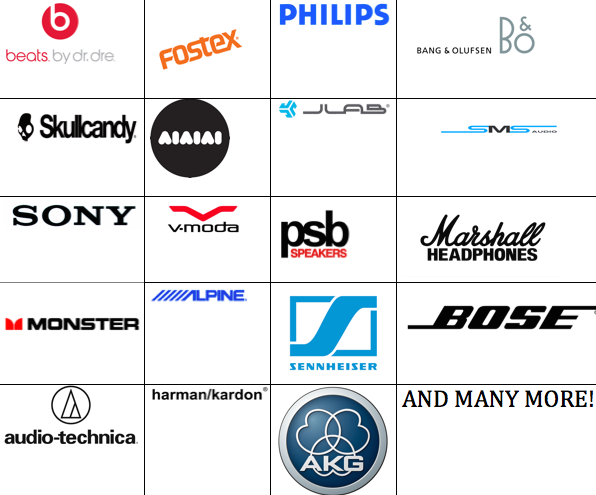 b
beats. by dr. dre.
FOSTEX®
PHILIPS
BANG & OLUFSEN
B&O
Skullcandy.
AIAIAI
JLAB®
SMS AUDIO
SONY
v-moda
psb
SPEAKERS
Marshall
HEADPHONES
MONSTER
ALPINE®
SENNHEISER
BOSE
audio-technica.
harman/kardon®
AKG
AND MANY MORE!